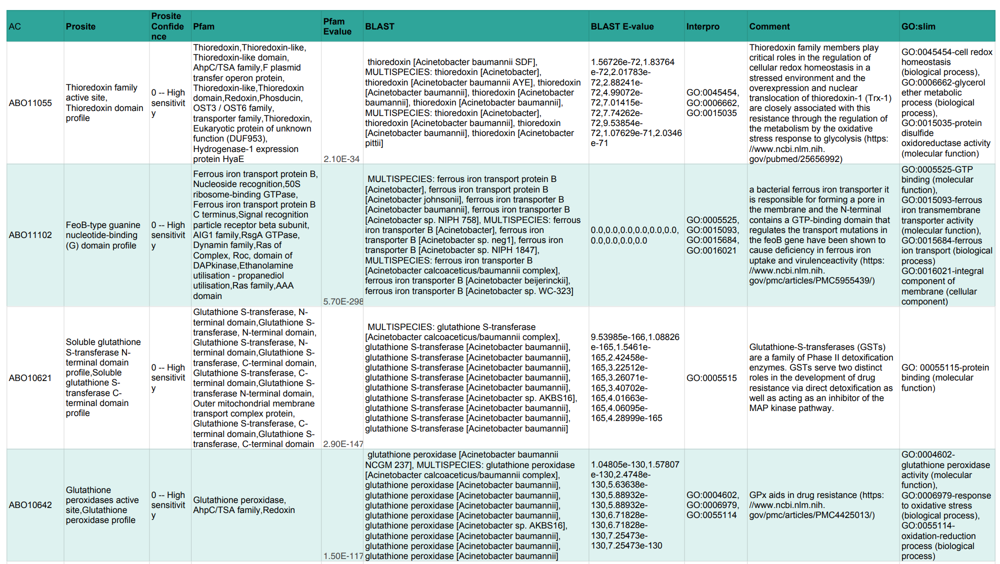 AC
Prosite
Prosite
Confide
nce
Pfam
Pfam
Evalue
BLAST
BLAST E-value
Interpro
Comment
GO:slim
ABO11055
Thioredoxin family
active site,
Thioredoxin domain
profile
0 -- High
sensitivit
y
Thioredoxin,Thioredoxin-like,
Thioredoxin-like domain,
AhpC/TSA family,F plasmid
transfer operon protein,
Thioredoxin-like,Thioredoxin
domain,Redoxin,Phosducin,
OST3 / OST6 family,
transporter family,Thioredoxin,
Eukaryotic protein of unknown
function (DUF953),
Hydrogenase-1 expression
protein HyaE
2.10E-34
thioredoxin [Acinetobacter baumannii SDF],
MULTISPECIES: thioredoxin [Acinetobacter],
thioredoxin [Acinetobacter baumannii AYE], thioredoxin
[Acinetobacter baumannii], thioredoxin [Acinetobacter
baumannii], thioredoxin [Acinetobacter baumannii],
MULTISPECIES: thioredoxin [Acinetobacter],
thioredoxin [Acinetobacter baumannii], thioredoxin
[Acinetobacter baumannii], thioredoxin [Acinetobacter
pittii]
1.56726e-72,1.83764
e-72,2.01783e-
72,2.88241e-
72,4.99072e-
72,7.01415e-
72,7.74262e-
72,9.53854e-
72,1.07629e-71,2.0346
e-71
GO:0045454,
GO:0006662,
GO:0015035
Thioredoxin family members play
critical roles in the regulation of
cellular redox homeostasis in a
stressed environment and the
overexpression and nuclear
translocation of thioredoxin-1 (Trx-1)
are closely associated with this
resistance through the regulation of
the metabolism by the oxidative
stress response to glycolysis (https:
//www.ncbi.nlm.nih.
gov/pubmed/25656992)
GO:0045454-cell redox
homeostasis
(biological process),
GO:0006662-glycerol
ether metabolic
process (biological
process),
GO:0015035-protein
disulfide
oxidoreductase activity
(molecular function)
ABO11102
FeoB-type guanine
nucleotide-binding
(G) domain profile
0 -- High
sensitivit
y
Ferrous iron transport protein B,
Nucleoside recognition,50S
ribosome-binding GTPase,
Ferrous iron transport protein B
C terminus,Signal recognition
particle receptor beta subunit,
AIG1 family,RsgA GTPase,
Dynamin family,Ras of
Complex, Roc, domain of
DAPkinase,Ethanolamine
utilisation - propanediol
utilisation,Ras family,AAA
domain
5.70E-298
MULTISPECIES: ferrous iron transport protein B
[Acinetobacter], ferrous iron transport protein B
[Acinetobacter johnsonii], ferrous iron transporter B
[Acinetobacter baumannii], ferrous iron transporter B
[Acinetobacter sp. NIPH 758], MULTISPECIES: ferrous
iron transporter B [Acinetobacter], ferrous iron
transporter B [Acinetobacter sp. neg1], ferrous iron
transporter B [Acinetobacter sp. NIPH 1847],
MULTISPECIES: ferrous iron transporter B
[Acinetobacter calcoaceticus/baumannii complex],
ferrous iron transporter B [Acinetobacter beijerinckii],
ferrous iron transporter B [Acinetobacter sp. WC-323]
0.0,0.0,0.0,0.0,0.0,0.0,
0.0,0.0,0.0,0.0
GO:0005525,
GO:0015093,
GO:0015684,
GO:0016021
a bacterial ferrous iron transporter it
is responsible for forming a pore in
the membrane and the N-terminal
contains a GTP-binding domain that
regulates the transport mutations in
the feoB gene have been shown to
cause deficiency in ferrous iron
uptake and virulenceactivity (https:
//www.ncbi.nlm.nih.
gov/pmc/articles/PMC5955439/)
GO:0005525-GTP
binding (molecular
function),
GO:0015093-ferrous
iron transmembrane
transporter activity
(molecular function),
GO:0015684-ferrous
ion transport (biological
process)
GO:0016021-integral
component of
membrane (cellular
component)
ABO10621
Soluble glutathione
S-transferase N-
terminal domain
profile,Soluble
glutathione S-
transferase C-
terminal domain
profile
0 -- High
sensitivit
y
Glutathione S-transferase, N-
terminal domain,Glutathione S-
transferase, N-terminal domain,
Glutathione S-transferase, N-
terminal domain,Glutathione S-
transferase, C-terminal domain,
Glutathione S-transferase, C-
terminal domain,Glutathione S-
transferase N-terminal domain,
Outer mitochondrial membrane
transport complex protein,
Glutathione S-transferase, C-
terminal domain,Glutathione S-
transferase, C-terminal domain
2.90E-147
MULTISPECIES: glutathione S-transferase
[Acinetobacter calcoaceticus/baumannii complex],
glutathione S-transferase [Acinetobacter baumannii],
glutathione S-transferase [Acinetobacter baumannii],
glutathione S-transferase [Acinetobacter baumannii],
glutathione S-transferase [Acinetobacter baumannii],
glutathione S-transferase [Acinetobacter baumannii],
glutathione S-transferase [Acinetobacter sp. AKBS16],
glutathione S-transferase [Acinetobacter baumannii],
glutathione S-transferase [Acinetobacter baumannii],
glutathione S-transferase [Acinetobacter baumannii]
9.53985e-166,1.08826
e-165,1.5461e-
165,2.42458e-
165,3.22512e-
165,3.26071e-
165,3.40702e-
165,4.01663e-
165,4.06095e-
165,4.28999e-165
GO:0005515
Glutathione-S-transferases (GSTs)
are a family of Phase II detoxification
enzymes. GSTs serve two distinct
roles in the development of drug
resistance via direct detoxification as
well as acting as an inhibitor of the
MAP kinase pathway.
GO: 00055115-protein
binding (molecular
function)
ABO10642
Glutathione
peroxidases active
site,Glutathione
peroxidase profile
0 -- High
sensitivit
y
Glutathione peroxidase,
AhpC/TSA family,Redoxin
1.50E-117
glutathione peroxidase [Acinetobacter baumannii
NCGM 237], MULTISPECIES: glutathione peroxidase
[Acinetobacter calcoaceticus/baumannii complex],
glutathione peroxidase [Acinetobacter baumannii],
glutathione peroxidase [Acinetobacter baumannii],
glutathione peroxidase [Acinetobacter baumannii],
glutathione peroxidase [Acinetobacter baumannii],
glutathione peroxidase [Acinetobacter sp. AKBS16],
glutathione peroxidase [Acinetobacter baumannii],
glutathione peroxidase [Acinetobacter baumannii],
glutathione peroxidase [Acinetobacter baumannii]
1.04805e-130,1.57807
e-130,2.4748e-
130,5.63638e-
130,5.88932e-
130,5.88932e-
130,6.71828e-
130,6.71828e-
130,7.25473e-
130,7.25473e-130
GO:0004602,
GO:0006979,
GO:0055114
GPx aids in drug resistance (https:
//www.ncbi.nlm.nih.
gov/pmc/articles/PMC4425013/)
GO:0004602-
glutathione peroxidase
activity (molecular
function),
GO:0006979-response
to oxidative stress
(biological process),
GO:0055114-
oxidation-reduction
process (biological
process)